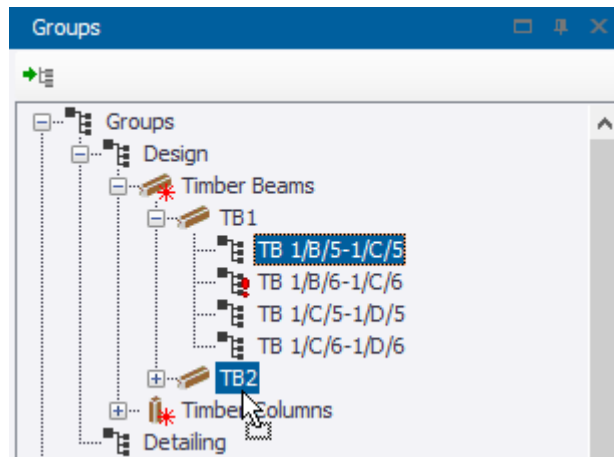 Groups
Groups
Design
Timber Beams
TB1
TB 1/B/5-1/C/5
TB 1/B/6-1/C/6
TB 1/C/5-1/D/5
TB 1/C/6-1/D/6
TB2
Timber Columns
Detailing